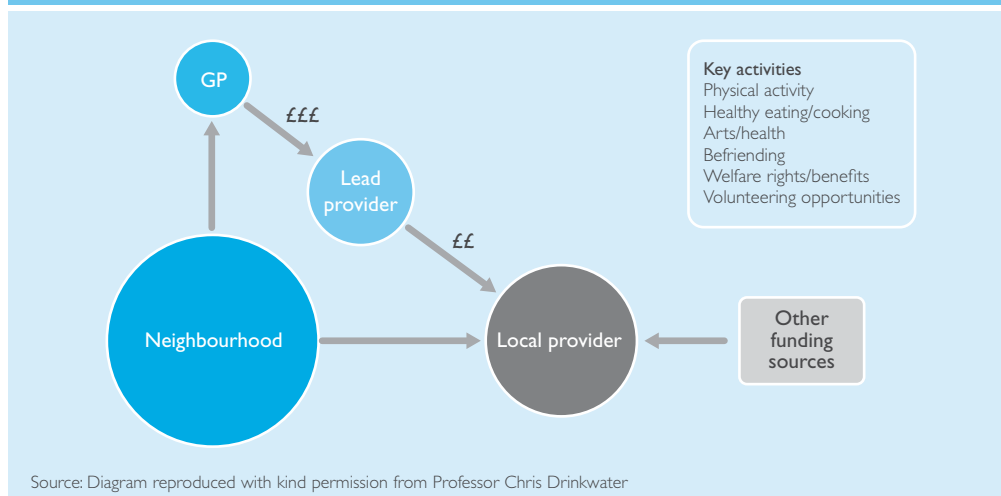 GP
£££
Lead
provider
££
Neighbourhood
Local provider
Other
funding
sources
Key activities
Physical activity
Healthy eating/cooking
Arts/health
Befriending
Welfare rights/benefits
Volunteering opportunities
Source: Diagram reproduced with kind permission from Professor Chris Drinkwater